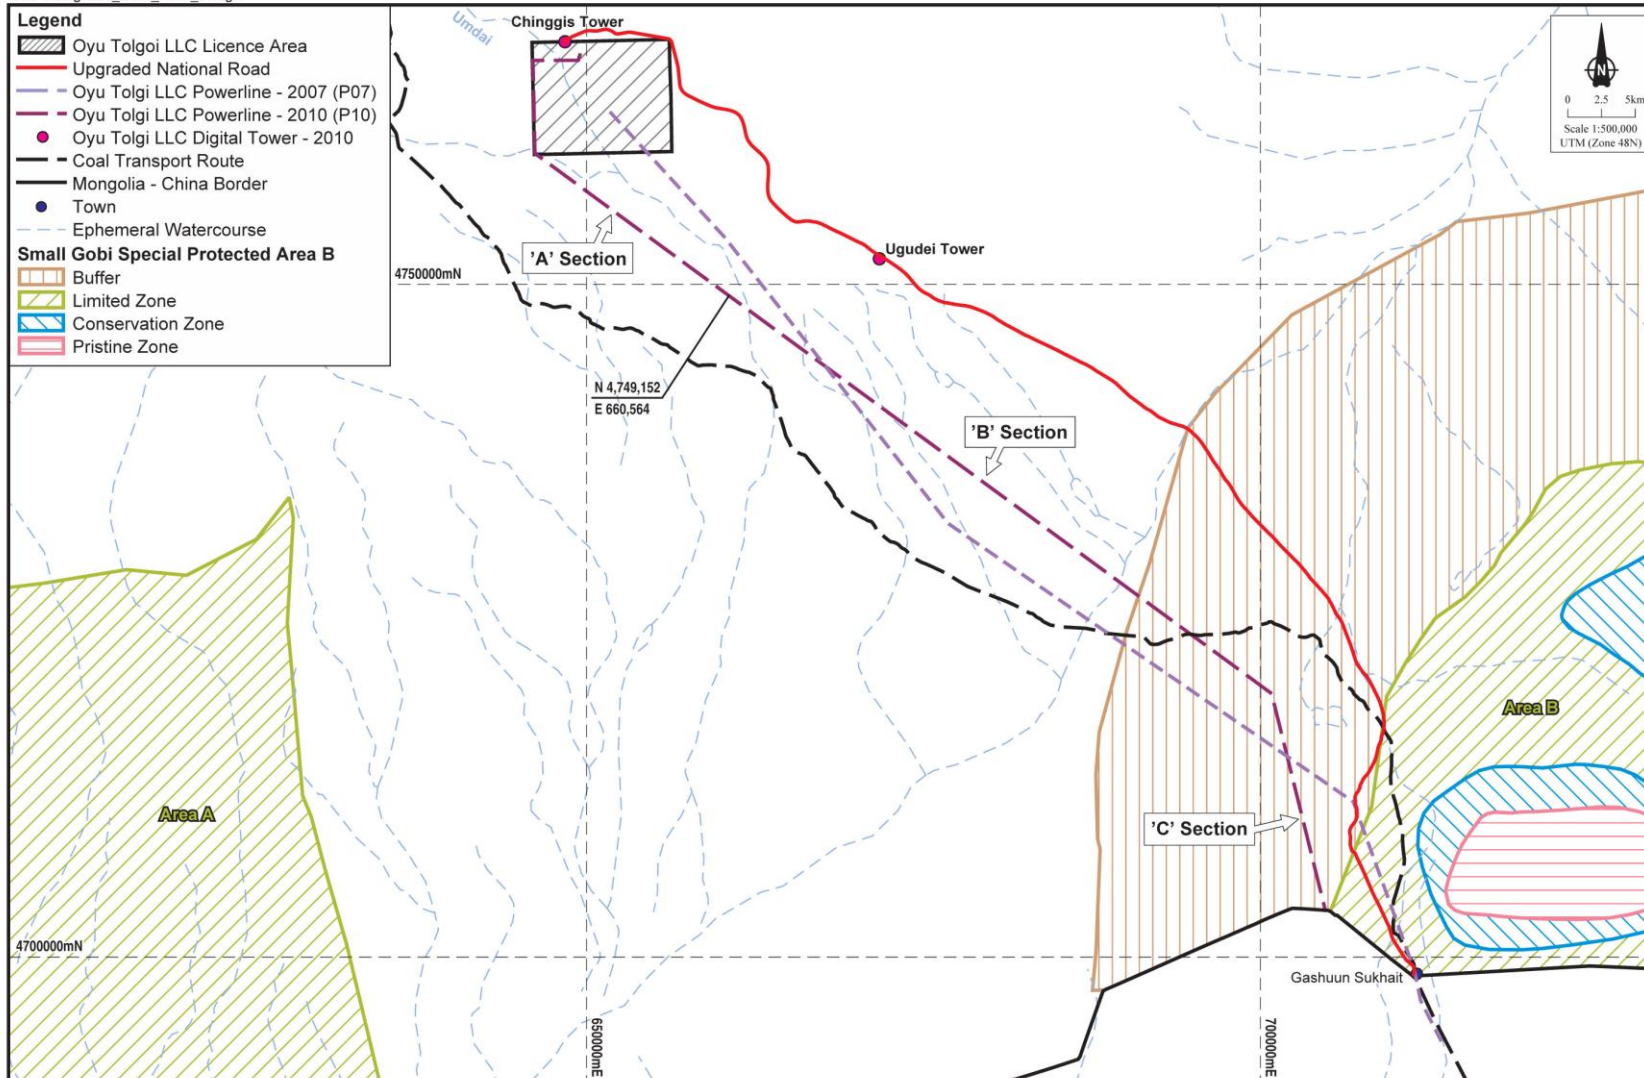 Legend
Oyu Tolgoi LLC Licence Area
Upgraded National Road
Oyu Tolgi LLC Powerline - 2007 (P07)
Oyu Tolgi LLC Powerline - 2010 (P10)
Oyu Tolgi LLC Digital Tower - 2010
Coal Transport Route
Mongolia - China Border
Town
Ephemeral Watercourse
Small Gobi Special Protected Area B
Buffer
Limited Zone
Conservation Zone
Pristine Zone
Umdai
Chinggis Tower
N
0 2.5 5km
Scale 1:500,000
UTM (Zone 48N)
'A' Section
Ugudei Tower
4750000mN
N 4,749,152
E 660,564
'B' Section
Area B
Area A
'C' Section
4700000mN
Gashuun Sukhait
650000mE
700000mE